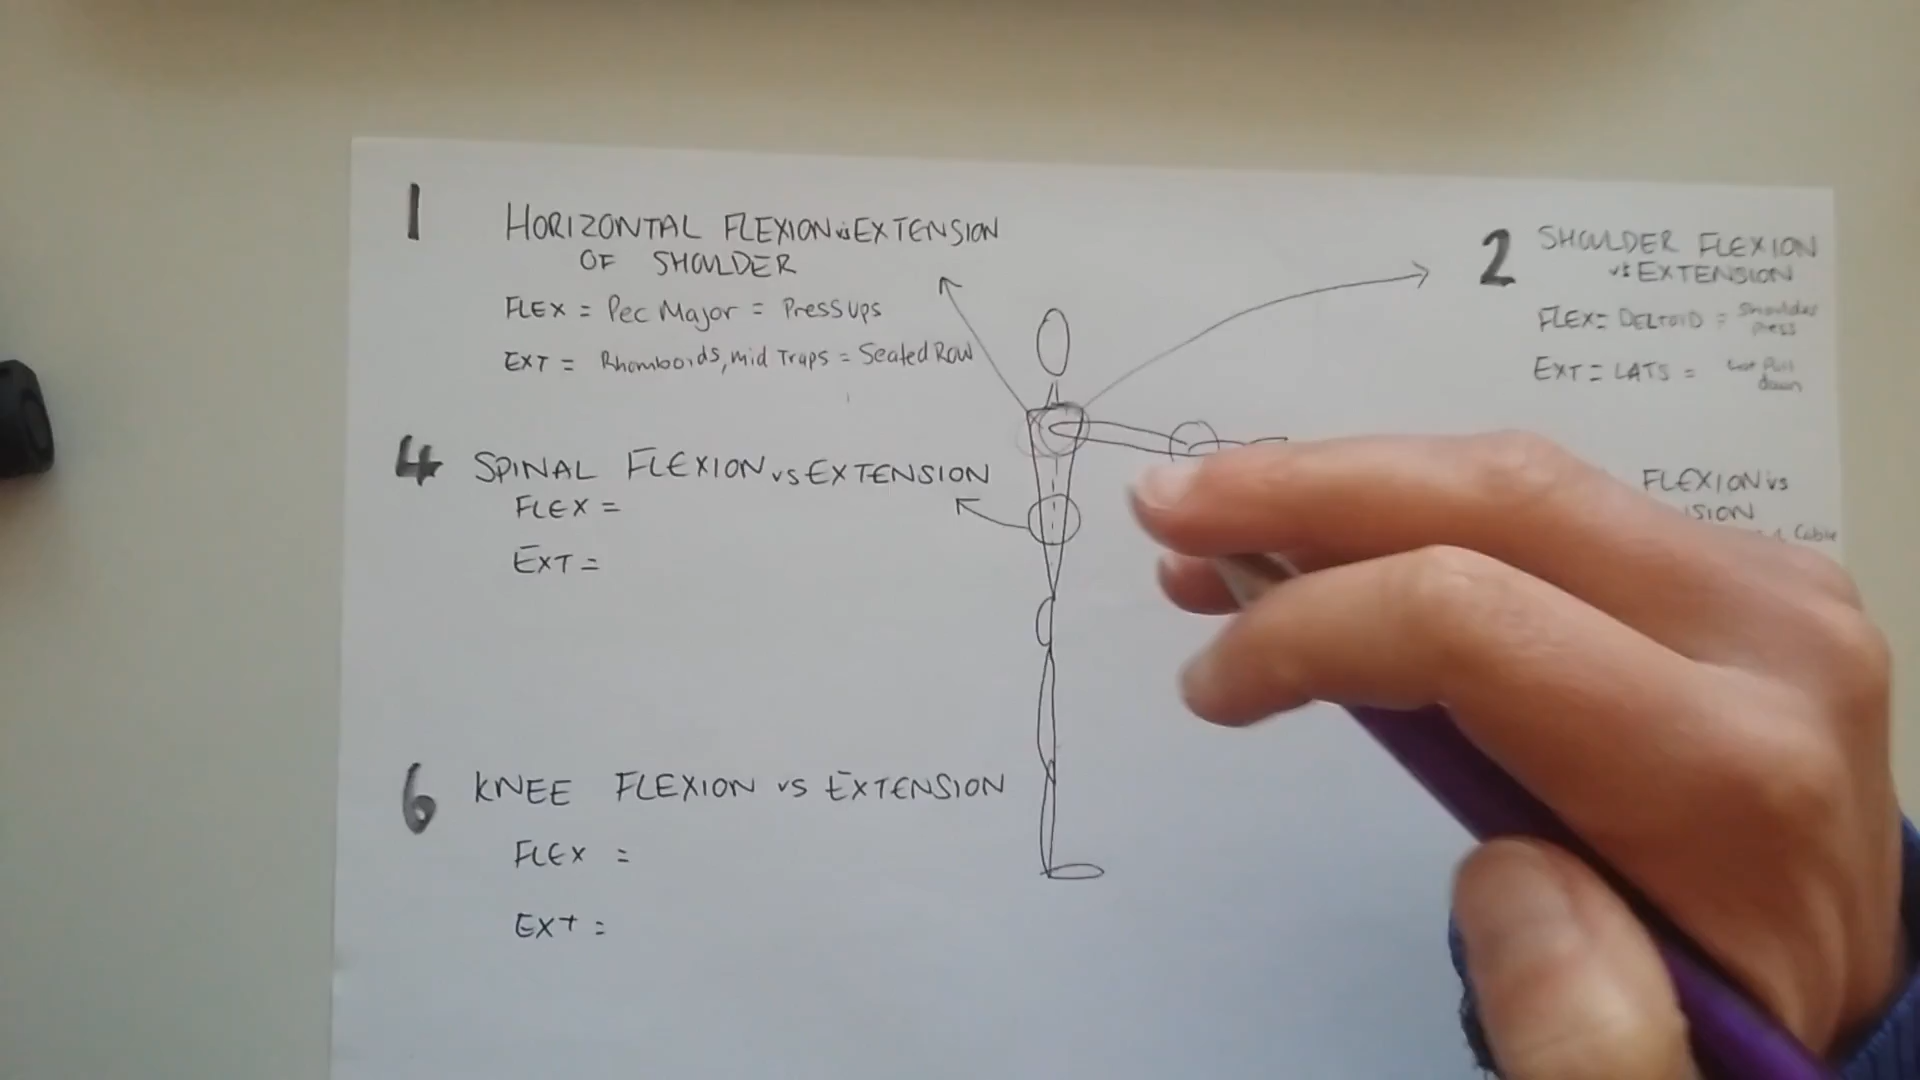 1 HORIZONTAL FLEXION vs EXTENSION
OF SHOULDER
FLEX = Pec Major = Press ups
EXT = Rhomboids, mid Traps = Seated Row
2 SHOULDER FLEXION
vs EXTENSION
FLEX = DELTOID = Shoulder
press
EXT = LATS = Lat Pull
down
4 SPINAL FLEXION vs EXTENSION
FLEX =
EXT =
FLEXION vs
SION
Cable
6 KNEE FLEXION vs EXTENSION
FLEX =
EXT =